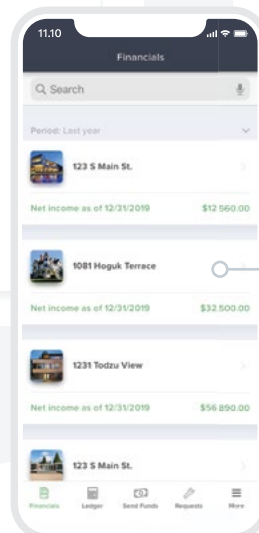 11.10
Financials
Search
Period: Last year
123 S Main St.
Net income as of 12/31/2019 $12 560.00
1081 Hoguk Terrace
Net income as of 12/31/2019 $32 500.00
1231 Todzu View
Net income as of 12/31/2019 $56 890.00
123 S Main St.
Financials Ledger Send Funds Requests More